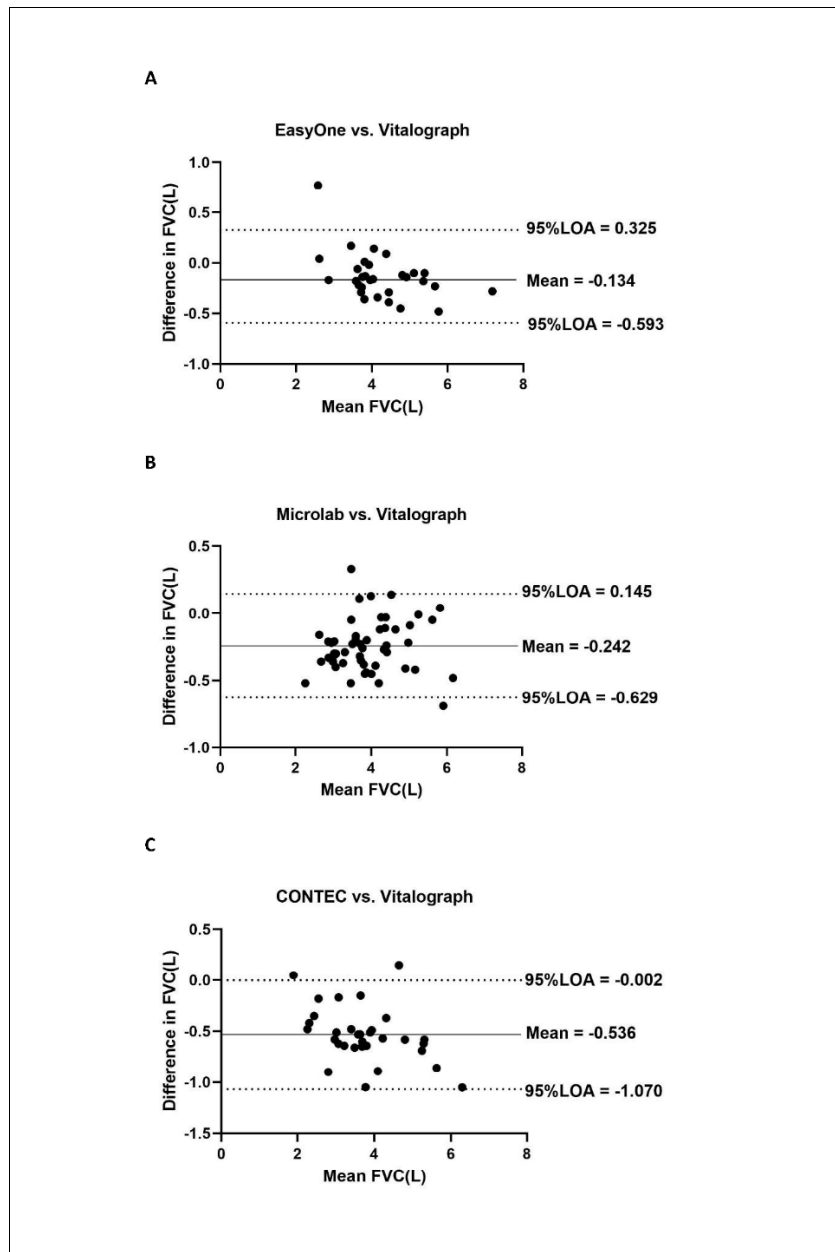 A
EasyOne vs. Vitalograph
Difference in FVC(L)
1.0
0.5
0.0
-0.5
-1.0
95%LOA = 0.325
Mean = -0.134
95%LOA = -0.593
0 2 4 6 8
Mean FVC(L)
B
Microlab vs. Vitalograph
Difference in FVC(L)
0.5
0.0
-0.5
-1.0
95%LOA = 0.145
Mean = -0.242
95%LOA = -0.629
0 2 4 6 8
Mean FVC(L)
C
CONTEC vs. Vitalograph
Difference in FVC(L)
0.5
0.0
-0.5
-1.0
-1.5
95%LOA = -0.002
Mean = -0.536
95%LOA = -1.070
0 2 4 6 8
Mean FVC(L)